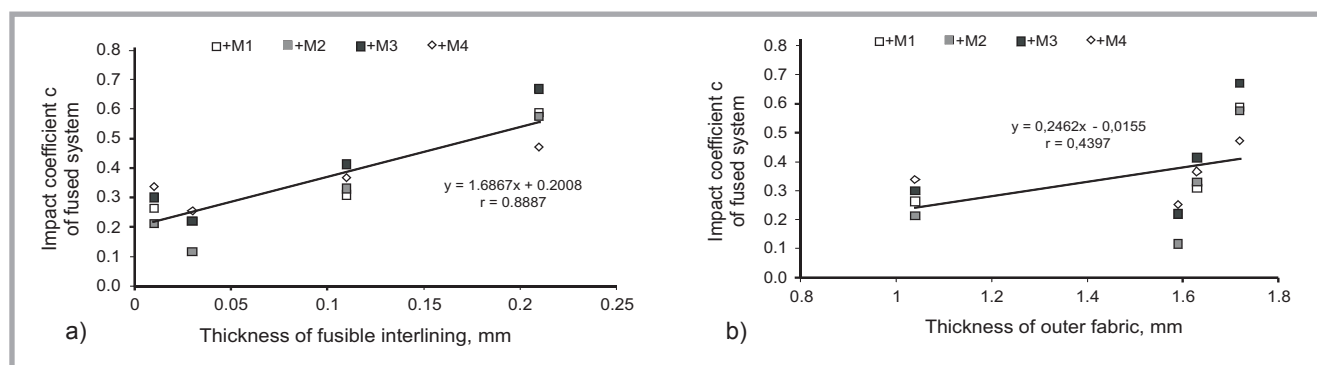 +M1 +M2 +M3 +M4
0.8
0.7
0.6
0.5
0.4
0.3
0.2
0.1
0.0
Impact coefficient c
of fused system
y = 1.6867x + 0.2008
r = 0.8887
0 0.05 0.1 0.15 0.2 0.25
a) Thickness of fusible interlining, mm
+M1 +M2 +M3 +M4
0.8
0.7
0.6
0.5
0.4
0.3
0.2
0.1
0.0
Impact coefficient c
of fused system
y = 0,2462x - 0,0155
r = 0,4397
0.8 1 1.2 1.4 1.6 1.8
b) Thickness of outer fabric, mm